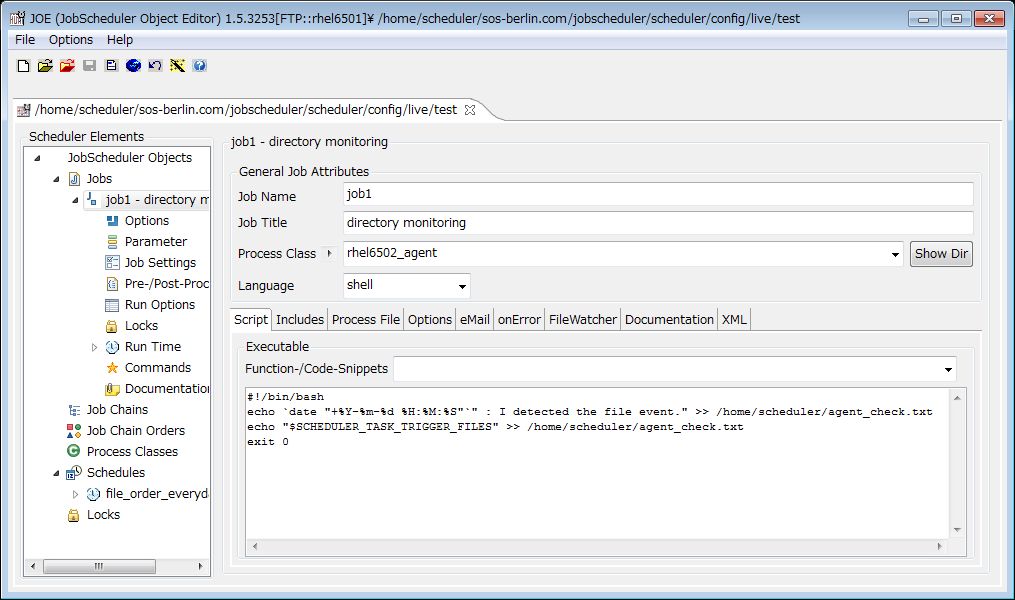 JOE (JobScheduler Object Editor) 1.5.3253[FTP::rhel6501]¥ /home/scheduler/sos-berlin.com/jobscheduler/scheduler/config/live/test
File Options Help
/home/scheduler/sos-berlin.com/jobscheduler/scheduler/config/live/test
Scheduler Elements
JobScheduler Objects
Jobs
job1 - directory m
Options
Parameter
Job Settings
Pre-/Post-Proc
Run Options
Locks
Run Time
Commands
Documentation
Job Chains
Job Chain Orders
Process Classes
Schedules
file_order_everyda
Locks
job1 - directory monitoring
General Job Attributes
Job Name job1
Job Title directory monitoring
Process Class rhel6502_agent Show Dir
Language shell
Script Includes Process File Options eMail onError FileWatcher Documentation XML
Executable
Function-/Code-Snippets
#!/bin/bash
echo `date "+%Y-%m-%d %H:%M:%S"`" : I detected the file event." >> /home/scheduler/agent_check.txt
echo "$SCHEDULER_TASK_TRIGGER_FILES" >> /home/scheduler/agent_check.txt
exit 0